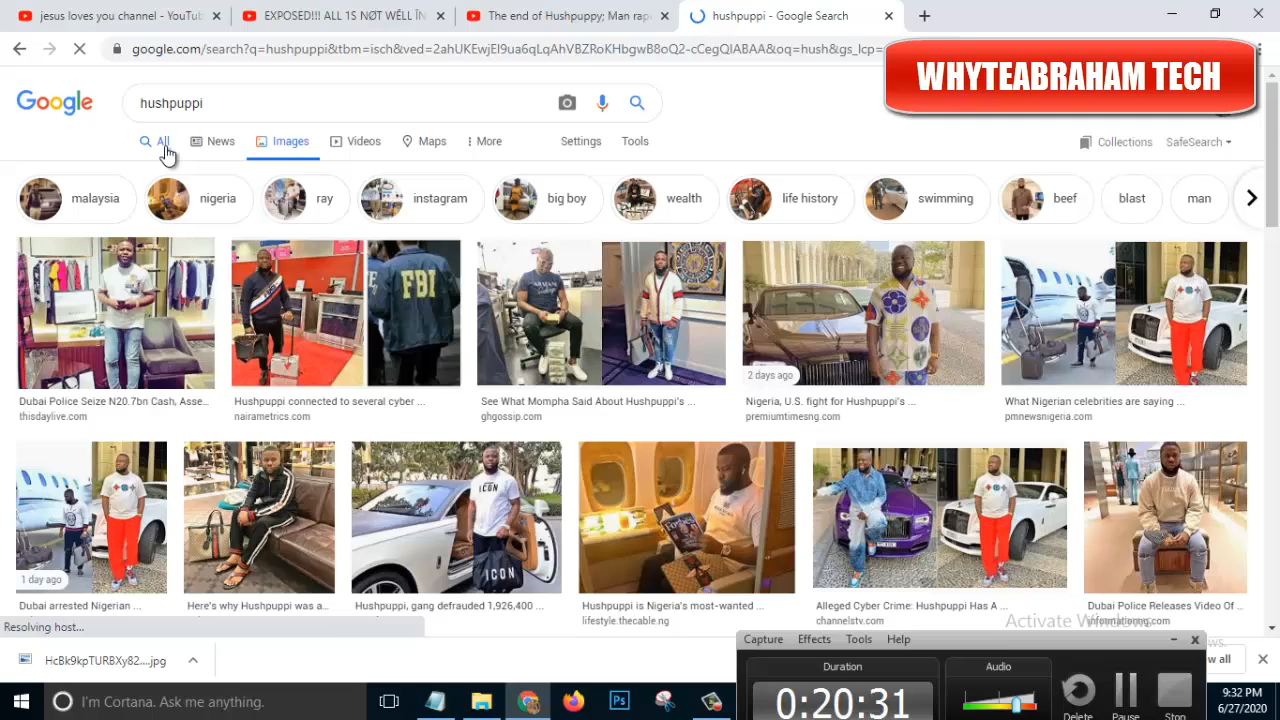 jesus loves you channel - YouTub
EXPOSED!!! ALL 1S NØT WÉLL ÏN
The end of Hushpuppy; Man rap
hushpuppi - Google Search
google.com/search?q=hushpuppi&tbm=isch&ved=2ahUKEwjEl9ua6qLqAhVBZRoKHbgwB8oQ2-cCegQIABAA&oq=hush&gs_lcp=
WHYTEABRAHAM TECH
Google
hushpuppi
All
News
Images
Videos
Maps
More
Settings
Tools
Collections
SafeSearch
malaysia
nigeria
ray
instagram
big boy
wealth
life history
swimming
beef
blast
man
FBI
2 days ago
Dubai Police Seize N20.7bn Cash, Asse...
thisdaylive.com
Hushpuppi connected to several cyber ...
nairametrics.com
See What Mompha Said About Hushpuppi's ...
ghgossip.com
Nigeria, U.S. fight for Hushpuppi's ...
premiumtimesng.com
What Nigerian celebrities are saying ...
pmnewsnigeria.com
ICON
ICON
1 day ago
Dubai arrested Nigerian ...
Here's why Hushpuppi was a...
Hushpuppi, gang defrauded 1,926,400 ...
Hushpuppi is Nigeria's most-wanted ...
lifestyle.thecable.ng
Alleged Cyber Crime: Hushpuppi Has A ...
channelstv.com
Dubai Police Releases Video Of ...
informationng.com
Activate Windows
Resolving host...
HcBk9kpTURBXy82....jpg
Capture
Effects
Tools
Help
Duration
0:20:31
Audio
Delete
Pause
Stop
I'm Cortana. Ask me anything.
9:32 PM
6/27/2020